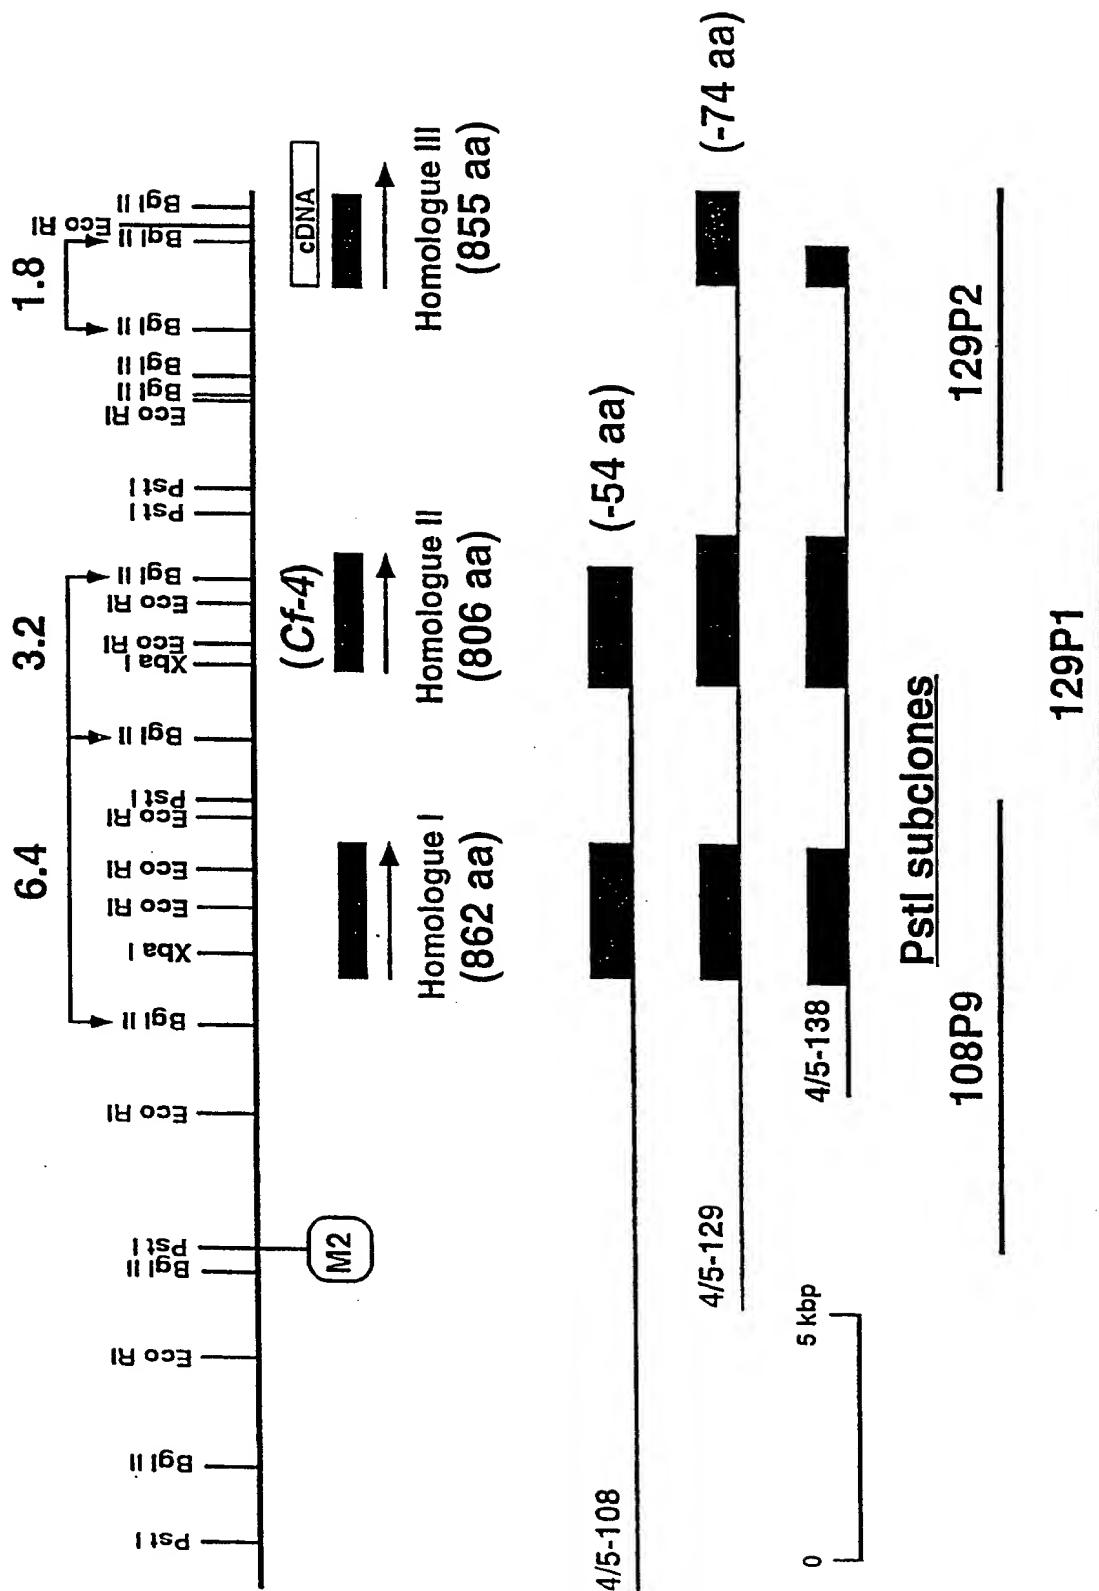 6.4
3.2
1.8
Pst I
Bgl II
Eco RI
Bgl II
Pst I
Eco RI
Bgl II
Xba I
Eco RI
Eco RI
Eco RI
Pst I
Bgl II
Xba I
Eco RI
Eco RI
Bgl II
Pst I
Pst I
Eco RI
Bgl II
Bgl II
Bgl II
Bgl II
Eco RI
Bgl II
M2
(Cf-4)
cDNA
Homologue I
(862 aa)
Homologue II
(806 aa)
Homologue III
(855 aa)
4/5-108
(-54 aa)
4/5-129
(-74 aa)
4/5-138
0
5 kbp
PstI subclones
108P9
129P2
129P1